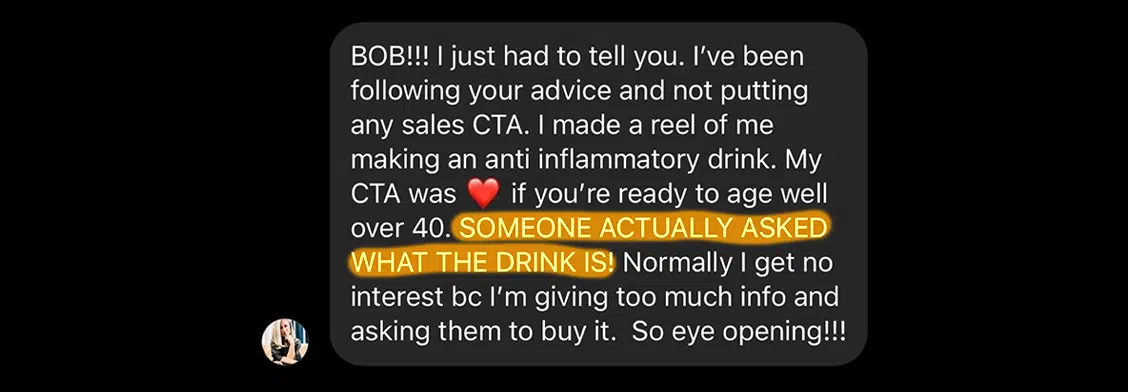 BOB!!! I just had to tell you. I’ve been
following your advice and not putting
any sales CTA. I made a reel of me
making an anti inflammatory drink. My
CTA was ❤️ if you’re ready to age well
over 40. SOMEONE ACTUALLY ASKED
WHAT THE DRINK IS! Normally I get no
interest bc I’m giving too much info and
asking them to buy it.  So eye opening!!!